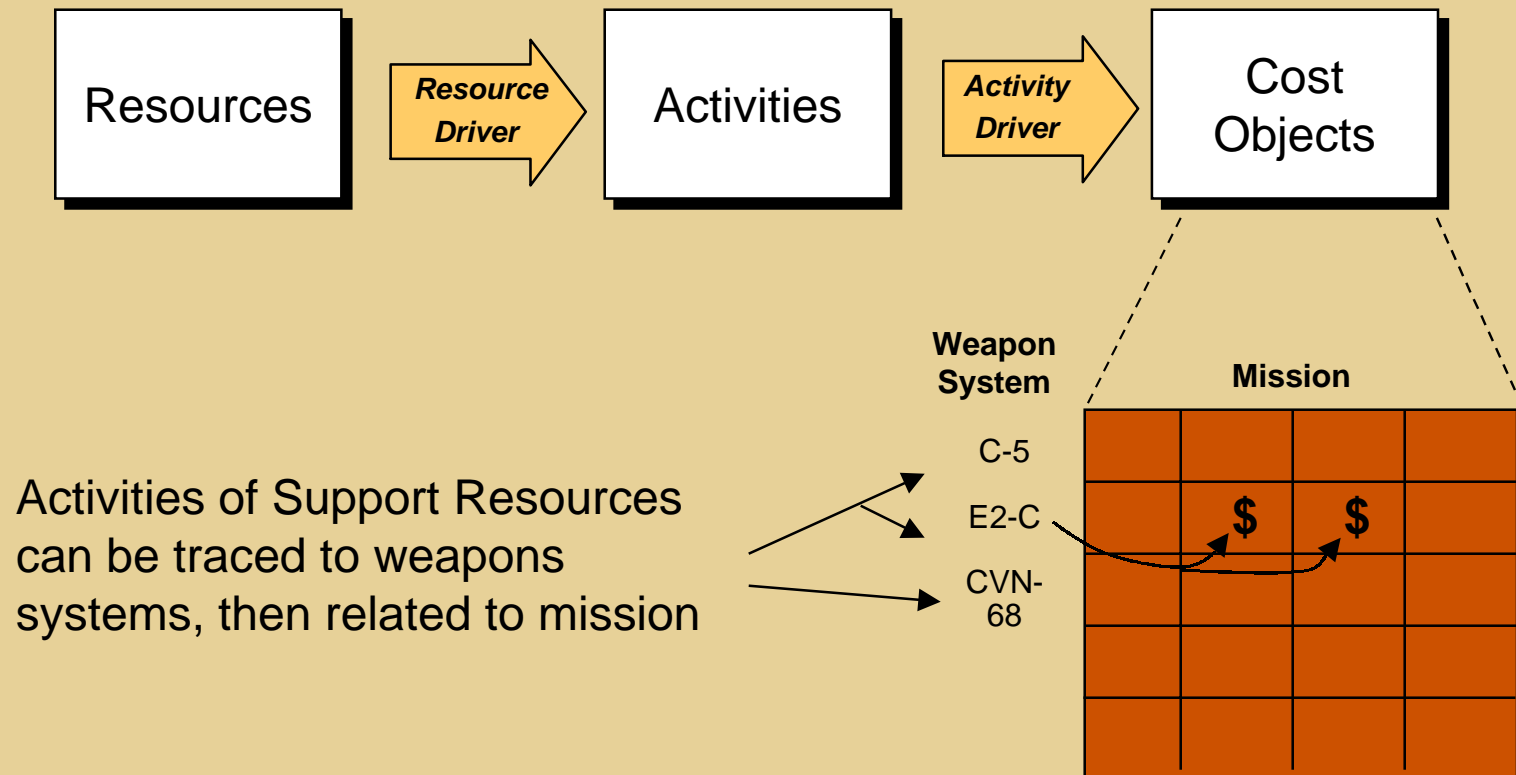 Resources
Resource
Driver
Activities
Activity
Driver
Cost
Objects
Weapon
System
Mission
C-5
E2-C
$ $
CVN-
68
Activities of Support Resources
can be traced to weapons
systems, then related to mission